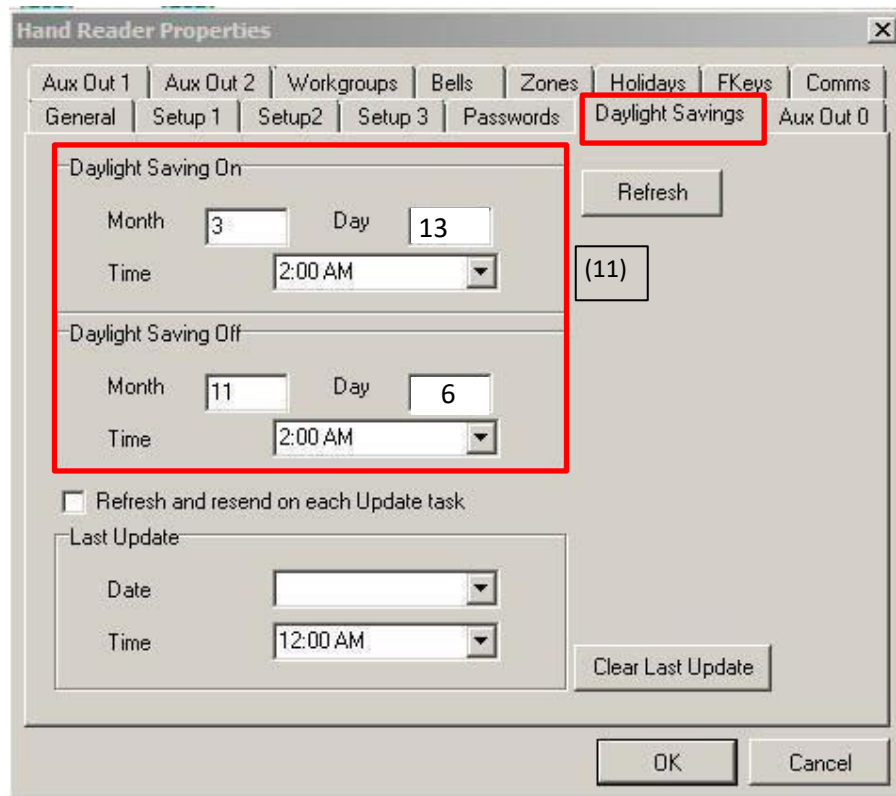 Hand Reader Properties
Aux Out 1 Aux Out 2 Workgroups Bells Zones Holidays FKeys Comms
General Setup 1 Setup2 Setup 3 Passwords Daylight Savings Aux Out 0
Daylight Saving On
Refresh
Month 3 Day 13
Time 2:00 AM
(11)
Daylight Saving Off
Month 11 Day 6
Time 2:00 AM
Refresh and resend on each Update task
Last Update
Date
Time 12:00 AM
Clear Last Update
OK Cancel